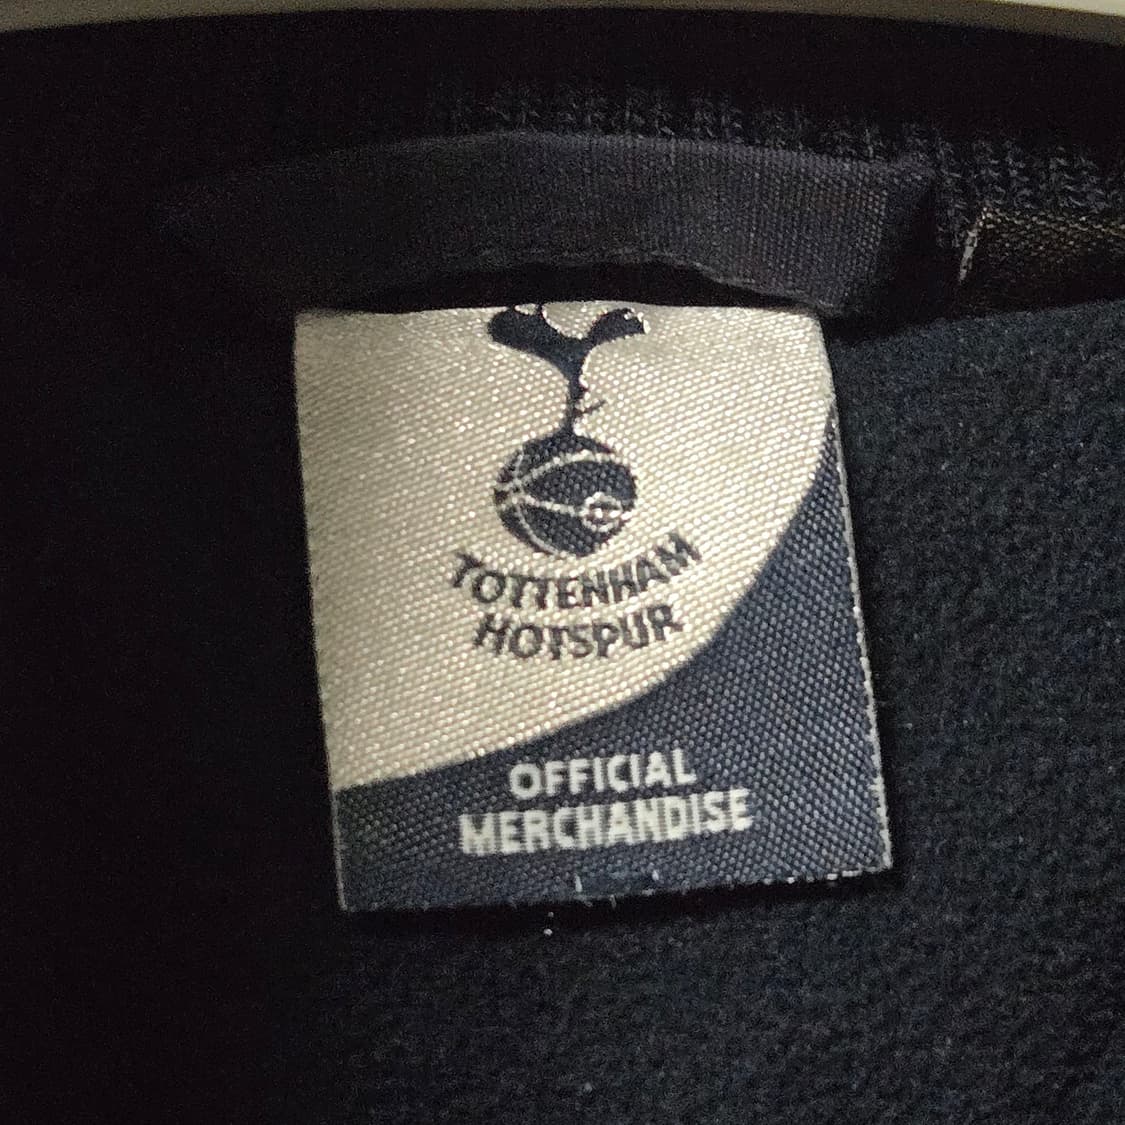 TOTTENHAM
HOTSPUR
OFFICIAL
MERCHANDISE